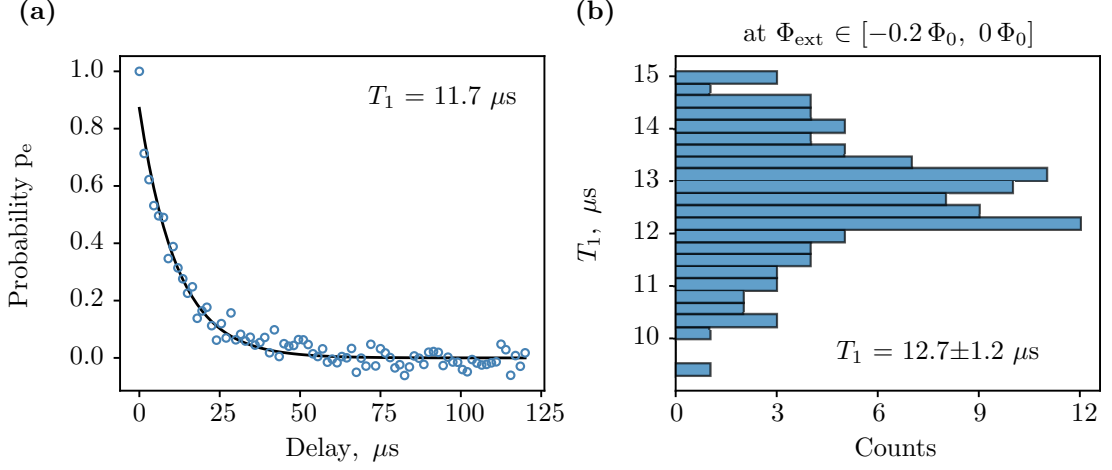 (a)
1.0
0.8
0.6
0.4
0.2
0.0
Probability pₑ
T₁ = 11.7 μs
0
25
50
75
100
125
Delay, μs
(b)
at Φₑₓₜ ∈ [−0.2 Φ₀, 0 Φ₀]
15
14
13
12
11
10
T₁, μs
T₁ = 12.7±1.2 μs
0
3
6
9
12
Counts